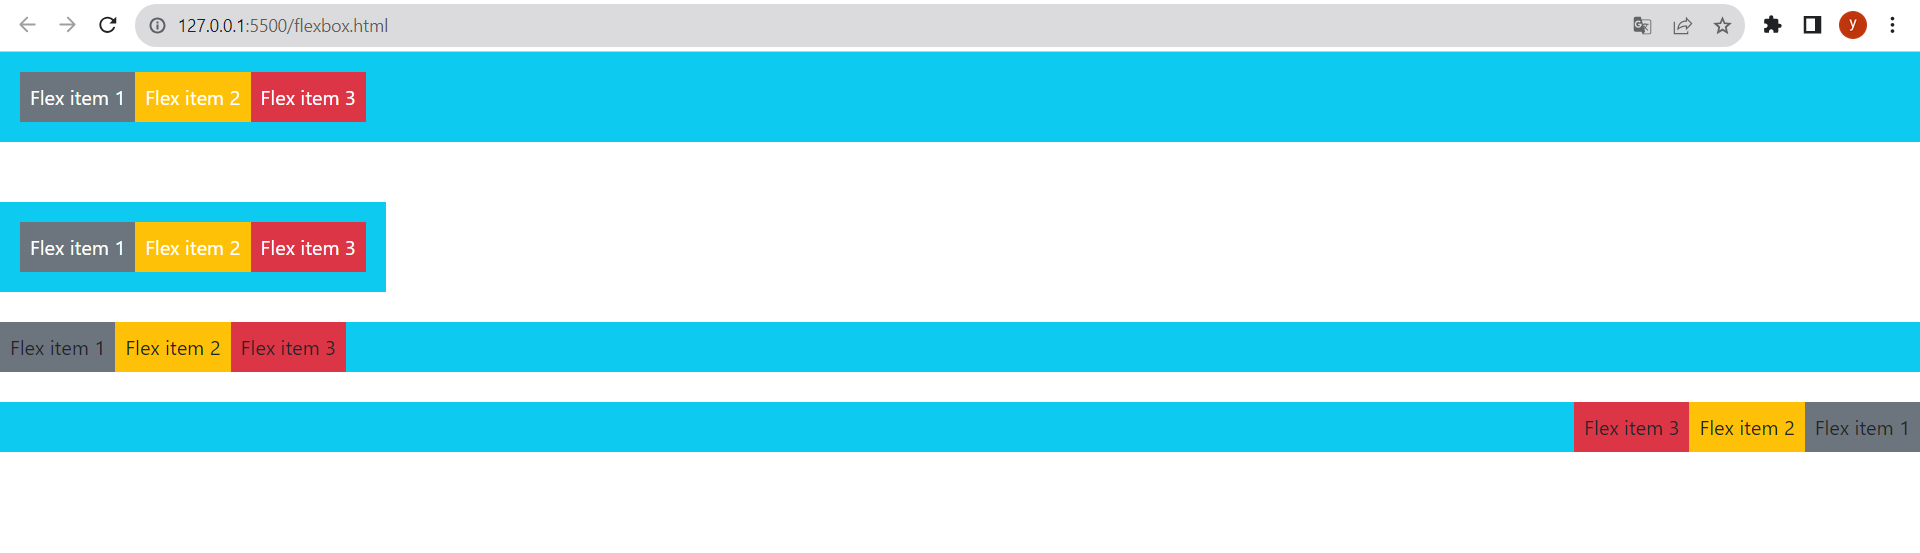 127.0.0.1:5500/flexbox.html
y
Flex item 1 Flex item 2 Flex item 3
Flex item 1 Flex item 2 Flex item 3
Flex item 1 Flex item 2 Flex item 3
Flex item 3 Flex item 2 Flex item 1